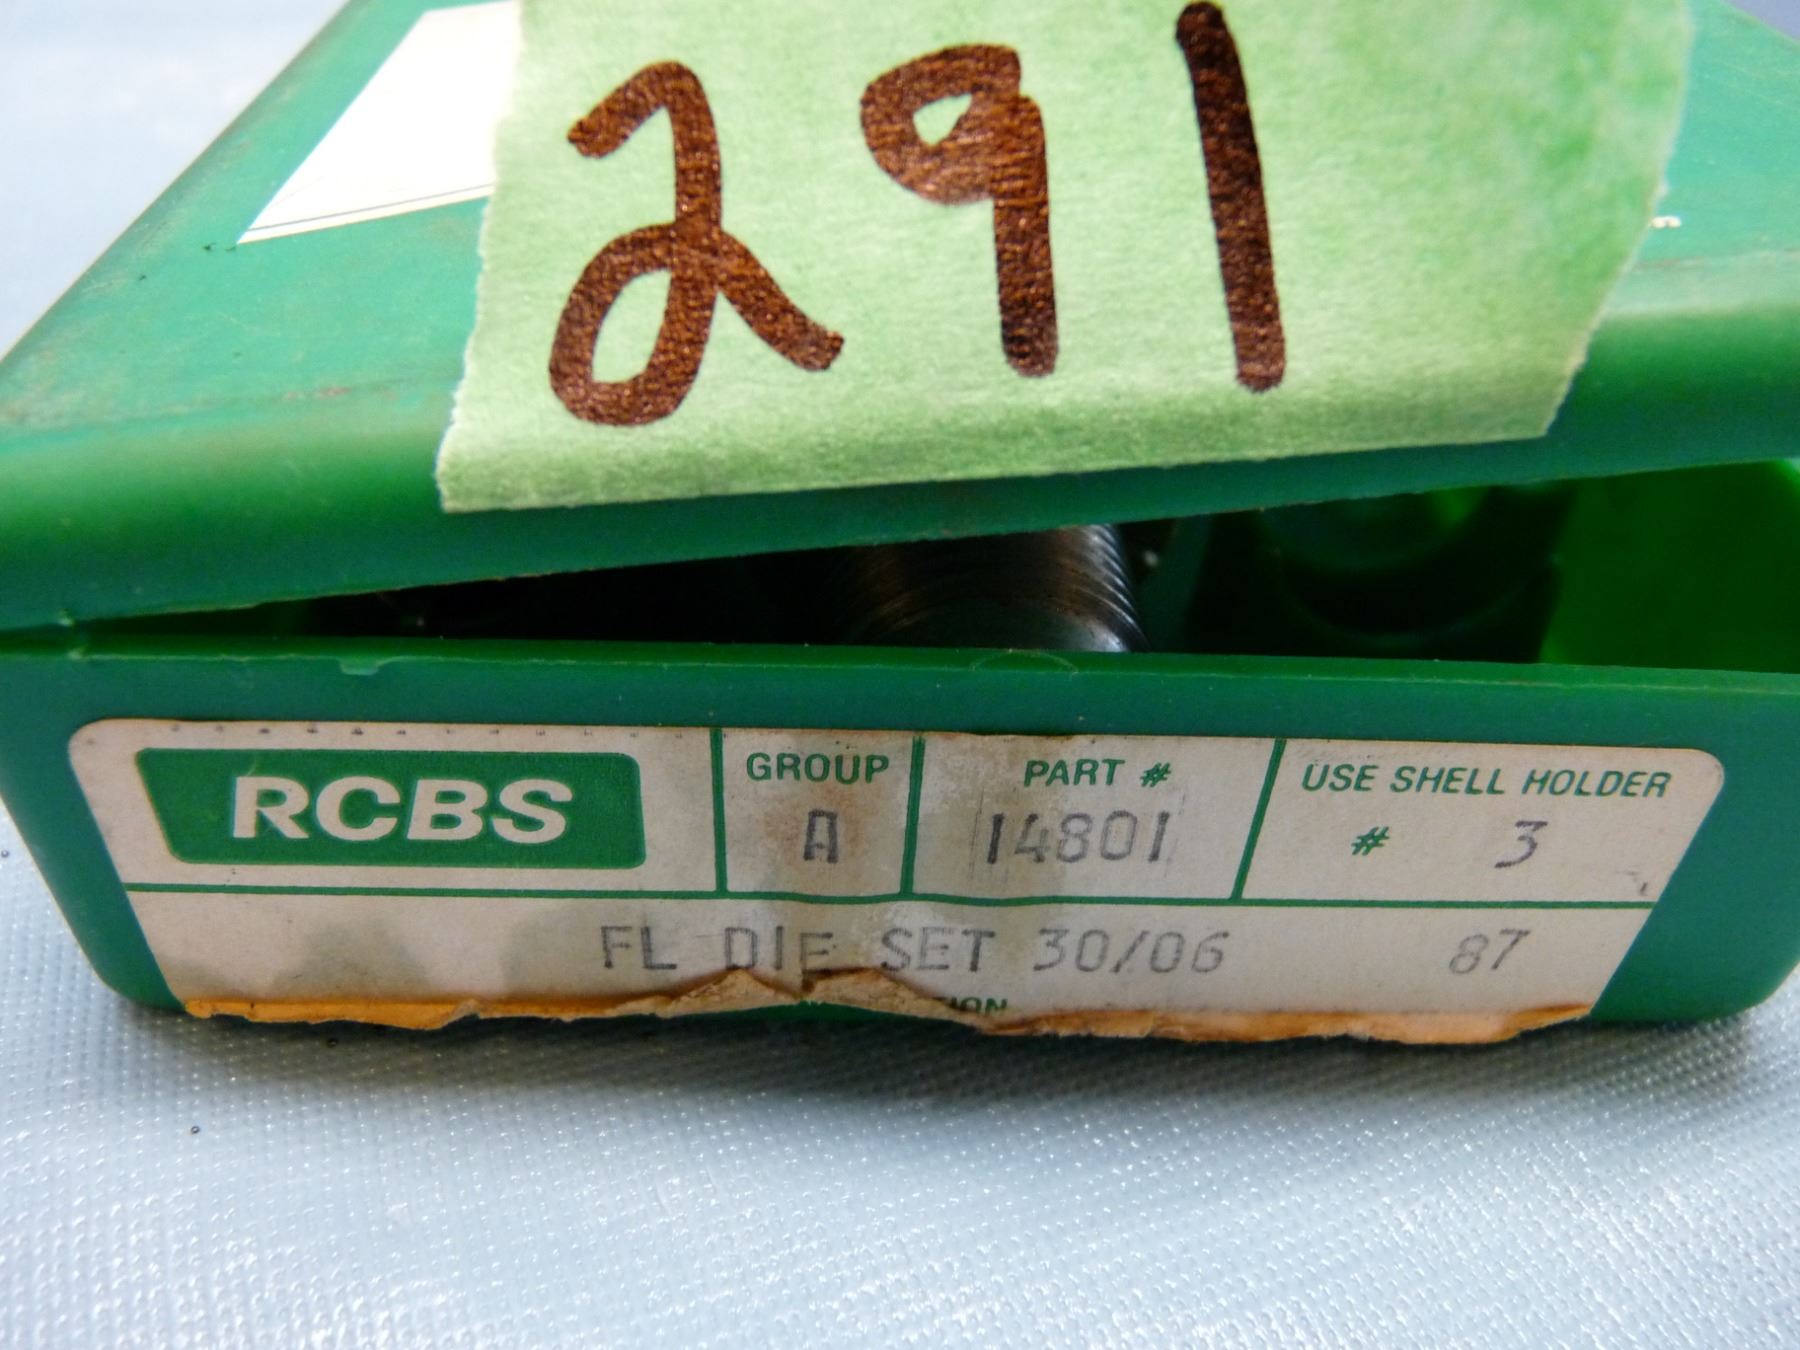 291
RCBS
GROUP
A
PART #
14801
USE SHELL HOLDER
# 3
FL DIE SET 30/06 87